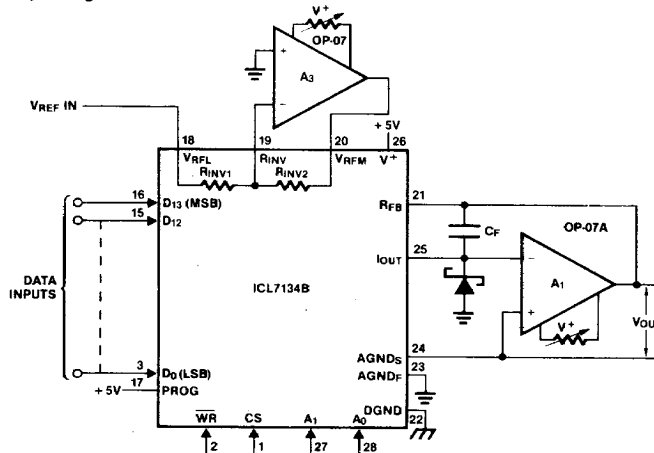 V+
OP-07
+
A3
−
VREF IN
18
19
20
+5V
26
VRFL
RINV
VRFM
V+
RINV1
RINV2
16
D13 (MSB)
15
D12
RFB
21
CF
OP-07A
IOUT
25
−
A1
+
V+
DATA
INPUTS
ICL7134B
AGNDS
24
AGNDF
23
3
D0 (LSB)
17
+5V
PROG
DGND
22
WR
CS
A1
A0
2
1
27
28